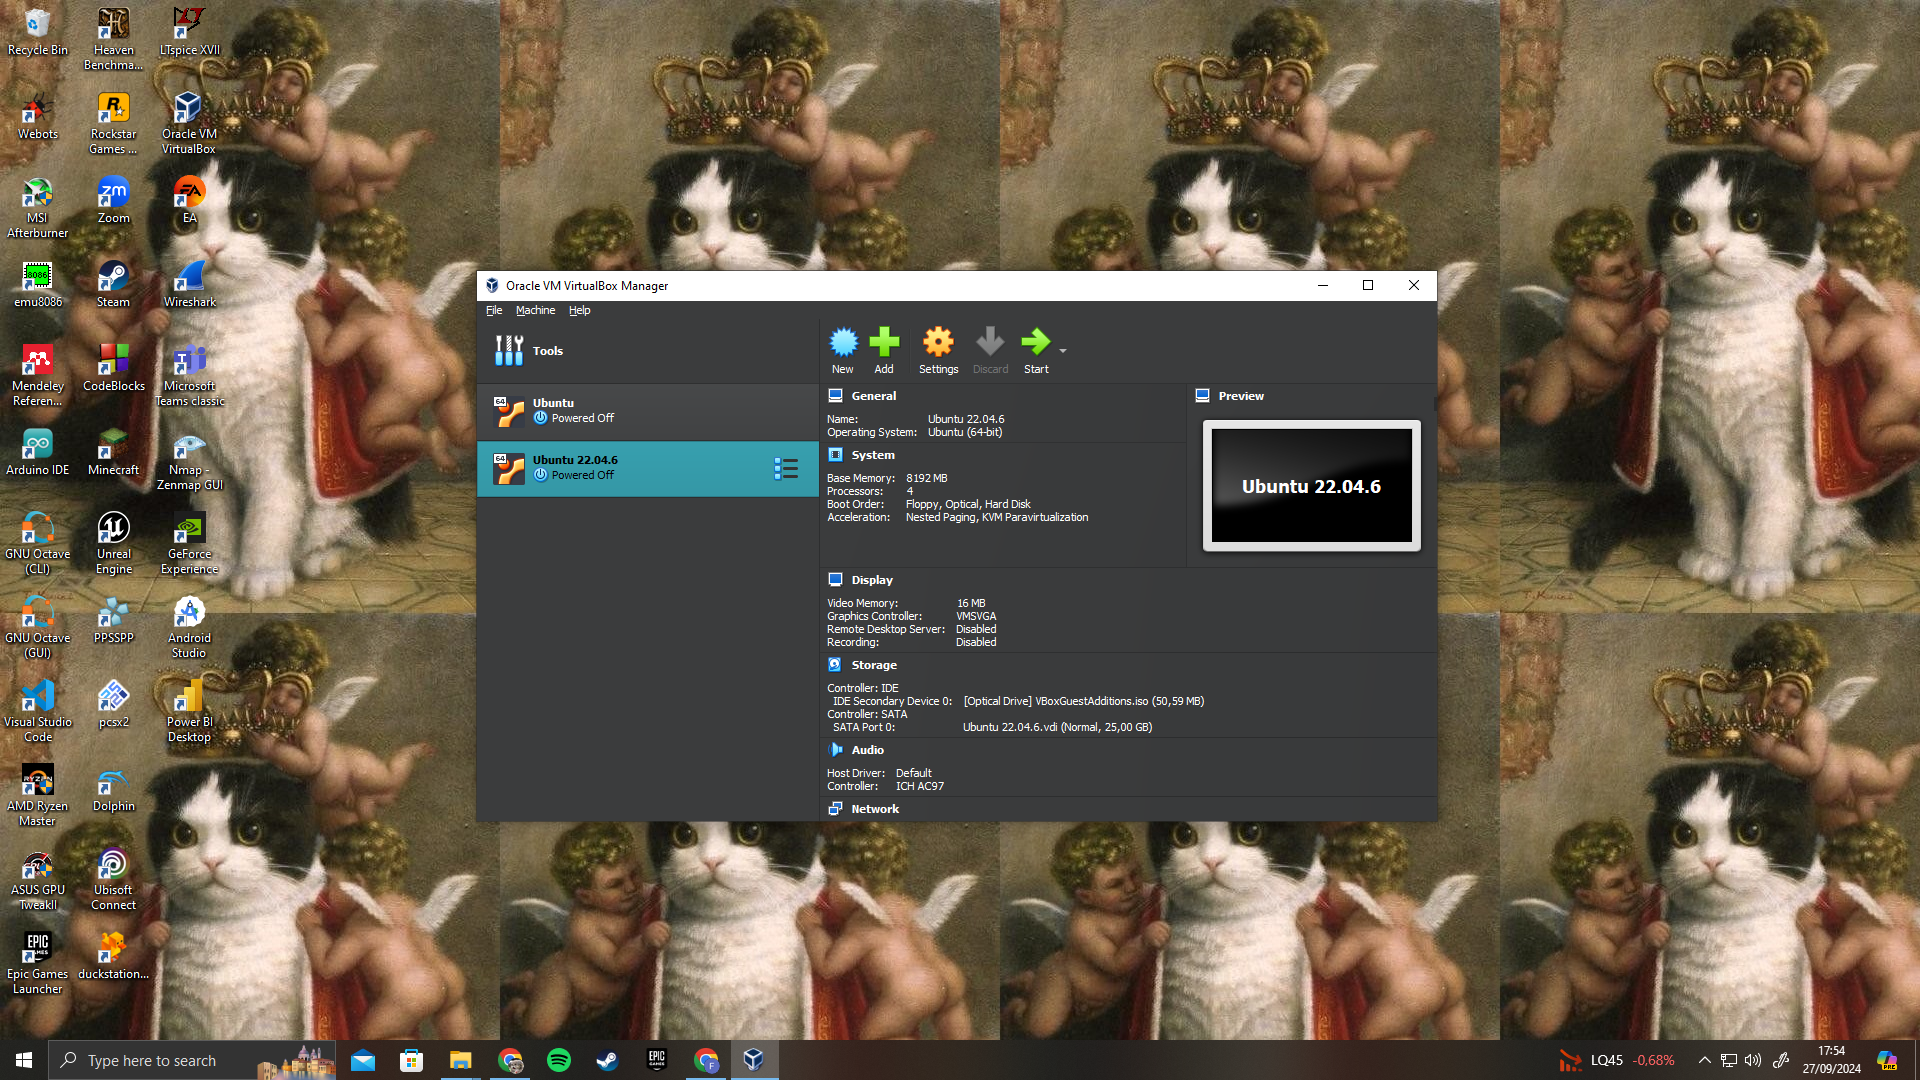 Recycle Bin
Heaven
Benchma...
LTspice XVII
Webots
Rockstar
Games ...
Oracle VM
VirtualBox
MSI
Afterburner
Zoom
EA
emu8086
Steam
Wireshark
Mendeley
Referen...
CodeBlocks
Microsoft
Teams classic
Arduino IDE
Minecraft
Nmap -
Zenmap GUI
GNU Octave
(CLI)
Unreal
Engine
GeForce
Experience
GNU Octave
(GUI)
PPSSPP
Android
Studio
Visual Studio
Code
pcsx2
Power BI
Desktop
AMD Ryzen
Master
Dolphin
ASUS GPU
TweakII
Ubisoft
Connect
Epic Games
Launcher
duckstation...
Oracle VM VirtualBox Manager
File Machine Help
Tools
New Add Settings Discard Start
64
Ubuntu
Powered Off
64
Ubuntu 22.04.6
Powered Off
General
Name: Ubuntu 22.04.6
Operating System: Ubuntu (64-bit)
System
Base Memory: 8192 MB
Processors: 4
Boot Order: Floppy, Optical, Hard Disk
Acceleration: Nested Paging, KVM Paravirtualization
Preview
Ubuntu 22.04.6
Display
Video Memory: 16 MB
Graphics Controller: VMSVGA
Remote Desktop Server: Disabled
Recording: Disabled
Storage
Controller: IDE
IDE Secondary Device 0: [Optical Drive] VBoxGuestAdditions.iso (50,59 MB)
Controller: SATA
SATA Port 0: Ubuntu 22.04.6.vdi (Normal, 25,00 GB)
Audio
Host Driver: Default
Controller: ICH AC97
Network
Type here to search
LQ45 -0,68%
17:54
27/09/2024